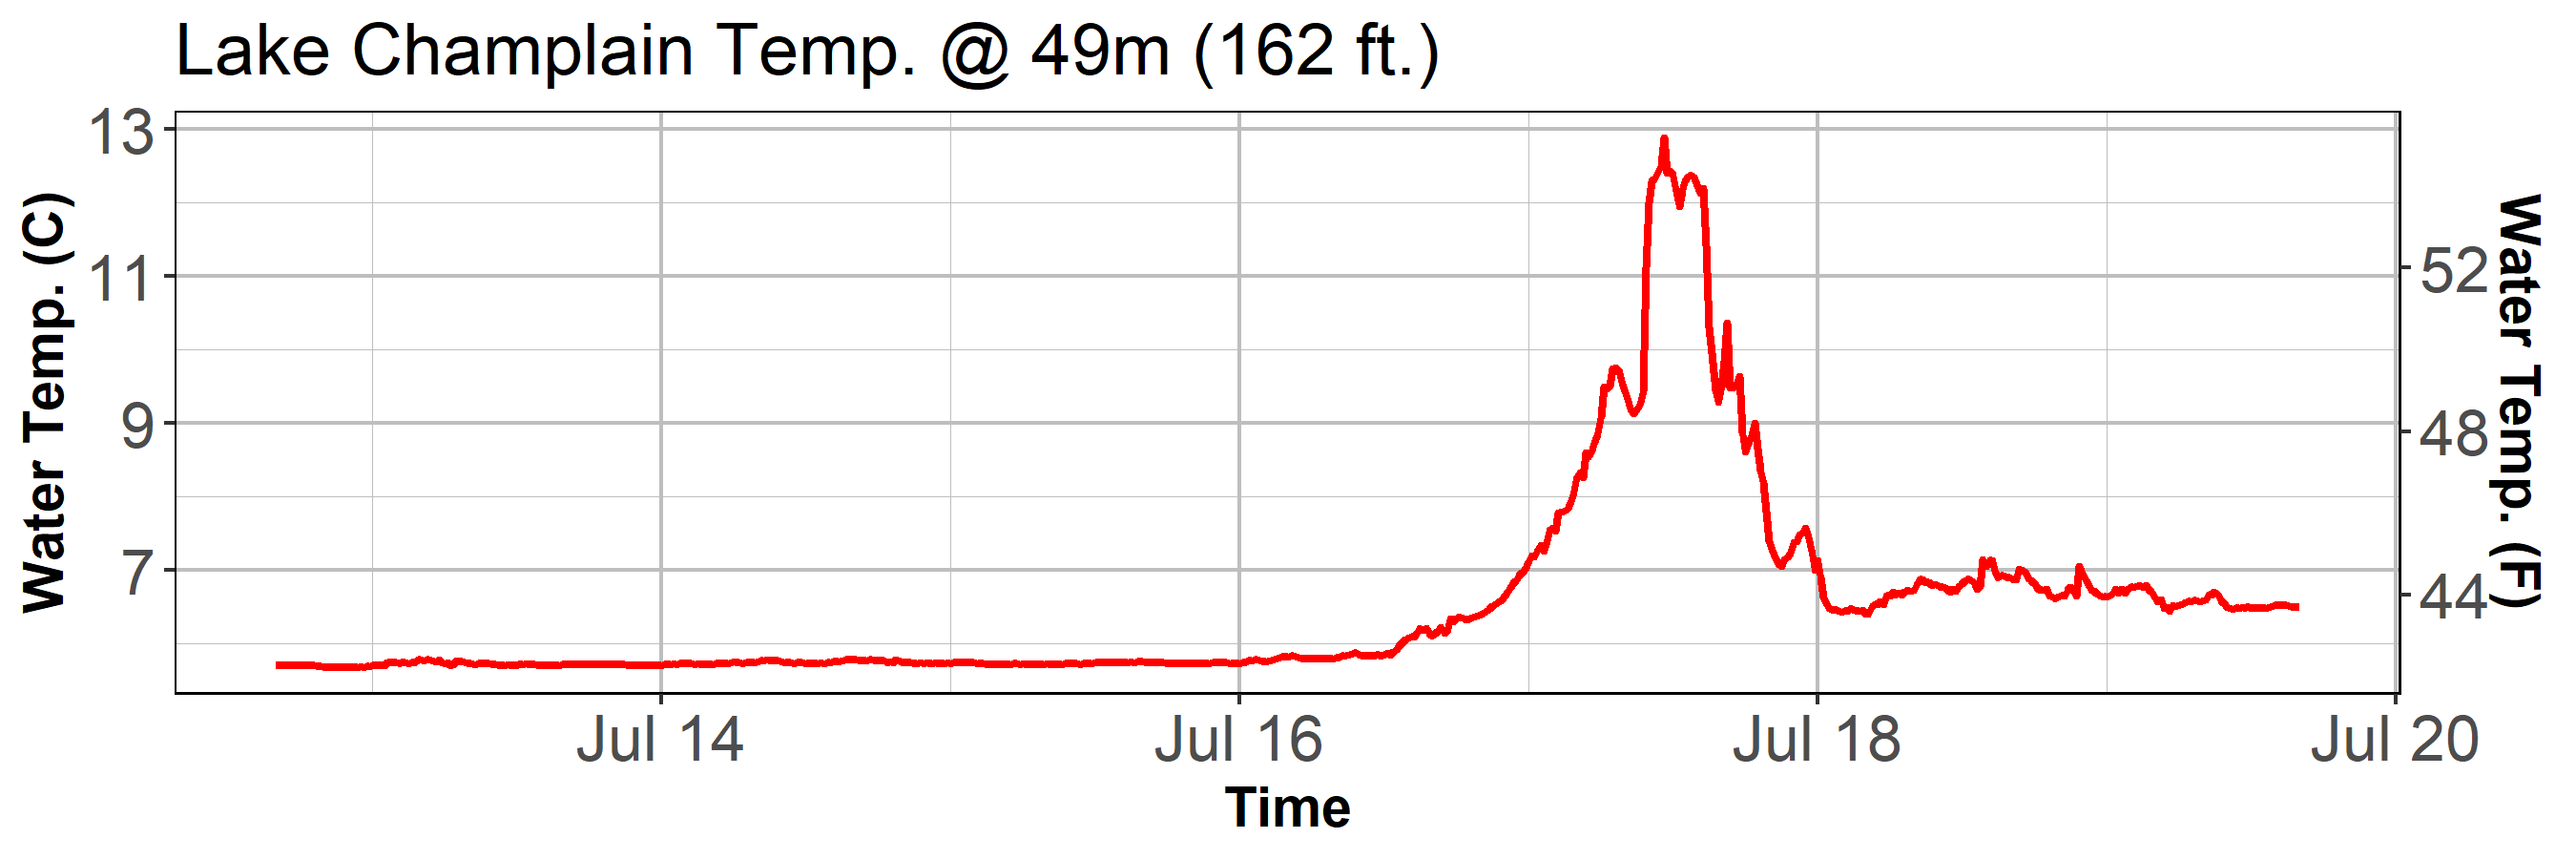 Lake Champlain Temp. @ 49m (162 ft.)
Water Temp. (C)
13
11
9
7
52
48
44
Water Temp. (F)
Jul 14 Jul 16 Jul 18 Jul 20
Time